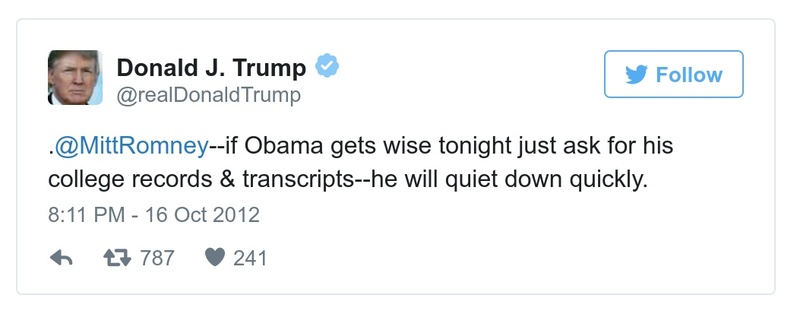 Donald J. Trump
@realDonaldTrump
Follow
.@MittRomney--if Obama gets wise tonight just ask for his
college records & transcripts--he will quiet down quickly.
8:11 PM - 16 Oct 2012
787 241